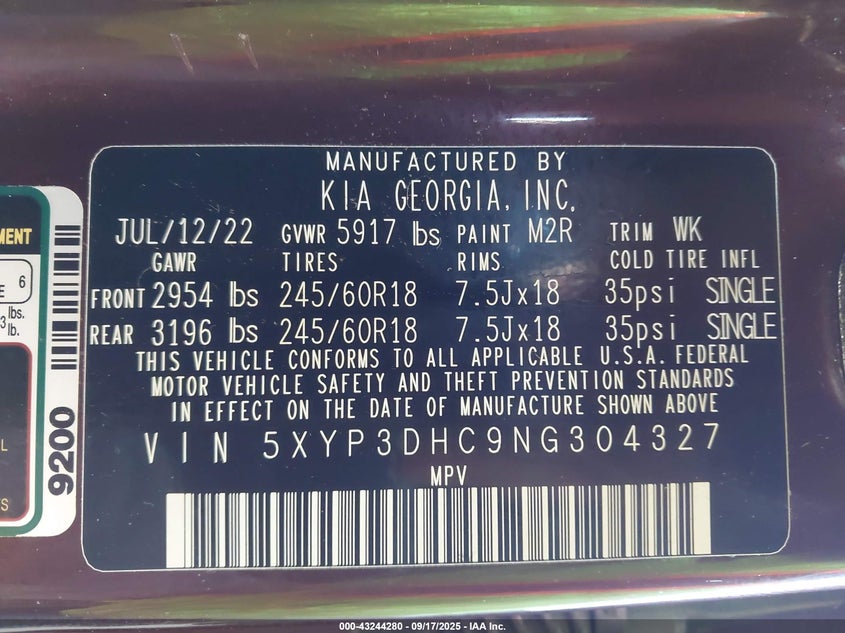 MANUFACTURED BY
KIA GEORGIA, INC.
JUL/12/22 GVWR 5917 lbs PAINT M2R TRIM WK
GAWR TIRES RIMS COLD TIRE INFL
FRONT 2954 lbs 245/60R18 7.5Jx18 35psi SINGLE
REAR 3196 lbs 245/60R18 7.5Jx18 35psi SINGLE
THIS VEHICLE CONFORMS TO ALL APPLICABLE U.S.A. FEDERAL
MOTOR VEHICLE SAFETY AND THEFT PREVENTION STANDARDS
IN EFFECT ON THE DATE OF MANUFACTURE SHOWN ABOVE
VIN 5XYP3DHC9NG304327
MPV
6
lbs.
lb.
9200
000-43244280 - 09/17/2025 - IAA Inc.